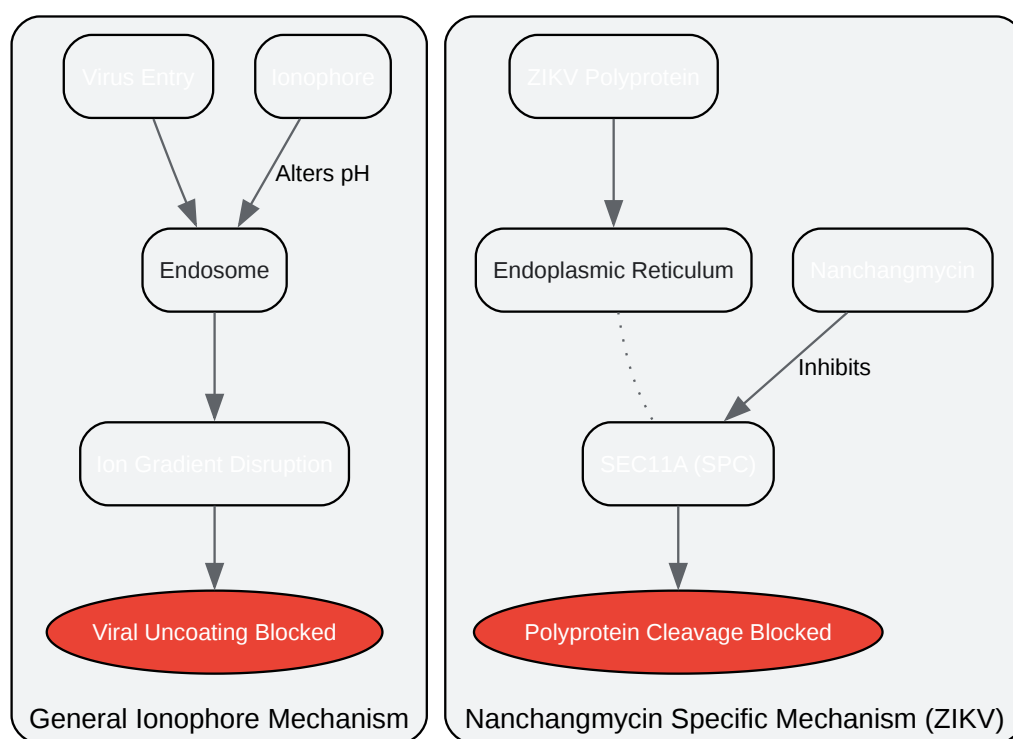 Virus Entry
Ionophore
Alters pH
Endosome
Ion Gradient Disruption
Viral Uncoating Blocked
General Ionophore Mechanism
ZIKV Polyprotein
Endoplasmic Reticulum
Nanchangmycin
Inhibits
SEC11A (SPC)
Polyprotein Cleavage Blocked
Nanchangmycin Specific Mechanism (ZIKV)